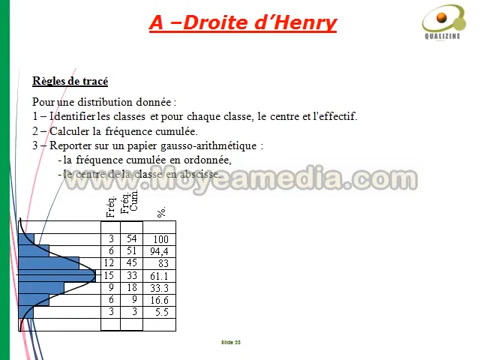 A –Droite d’Henry
QUALIZINE
Règles de tracé
Pour une distribution donnée :
1 – Identifier les classes et pour chaque classe, le centre et l'effectif.
2 – Calculer la fréquence cumulée.
3 – Reporter sur un papier gausso-arithmétique :
- la fréquence cumulée en ordonnée,
- le centre de la classe en abscisse.
www.Moyeamedia.com
Fréq. Fréq. Cum %.
3 54 100
6 51 94,4
12 45 83
15 33 61.1
9 18 33.3
6 9 16.6
3 3 5.5
Slide 35